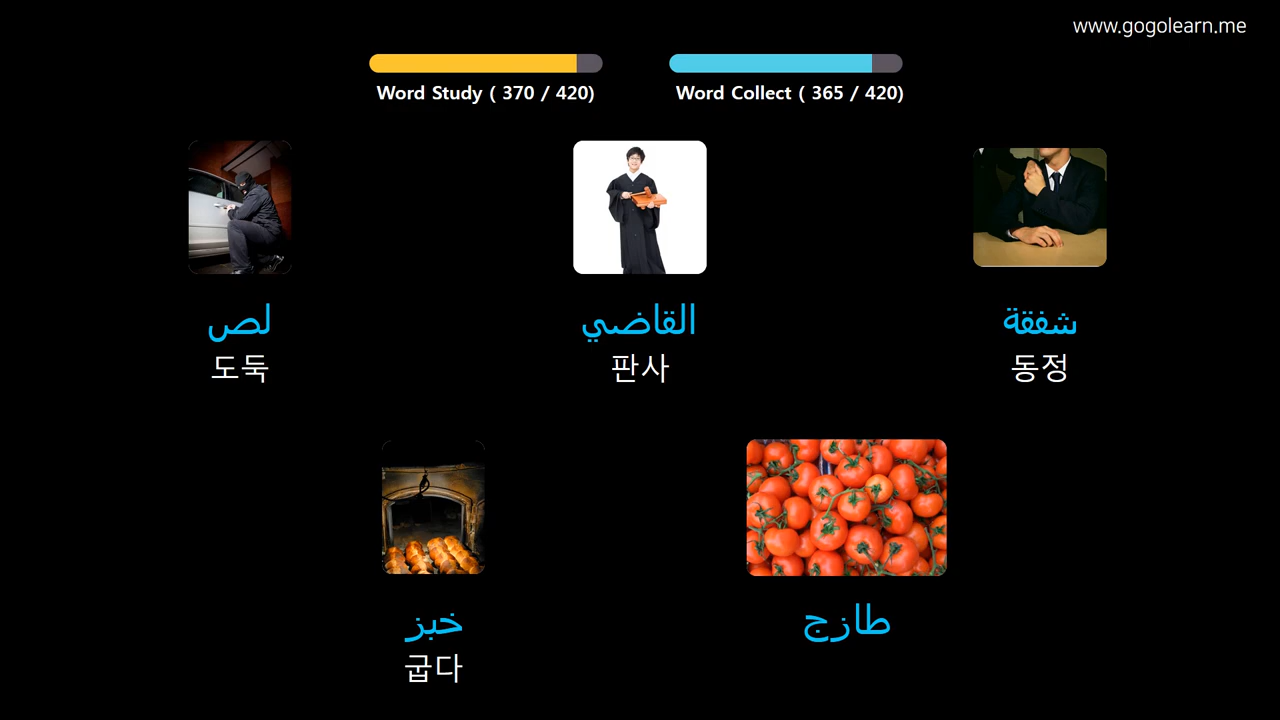 www.gogolearn.me
Word Study ( 370 / 420)
Word Collect ( 365 / 420)
لص
도둑
القاضي
판사
شفقة
동정
خبز
굽다
طازج